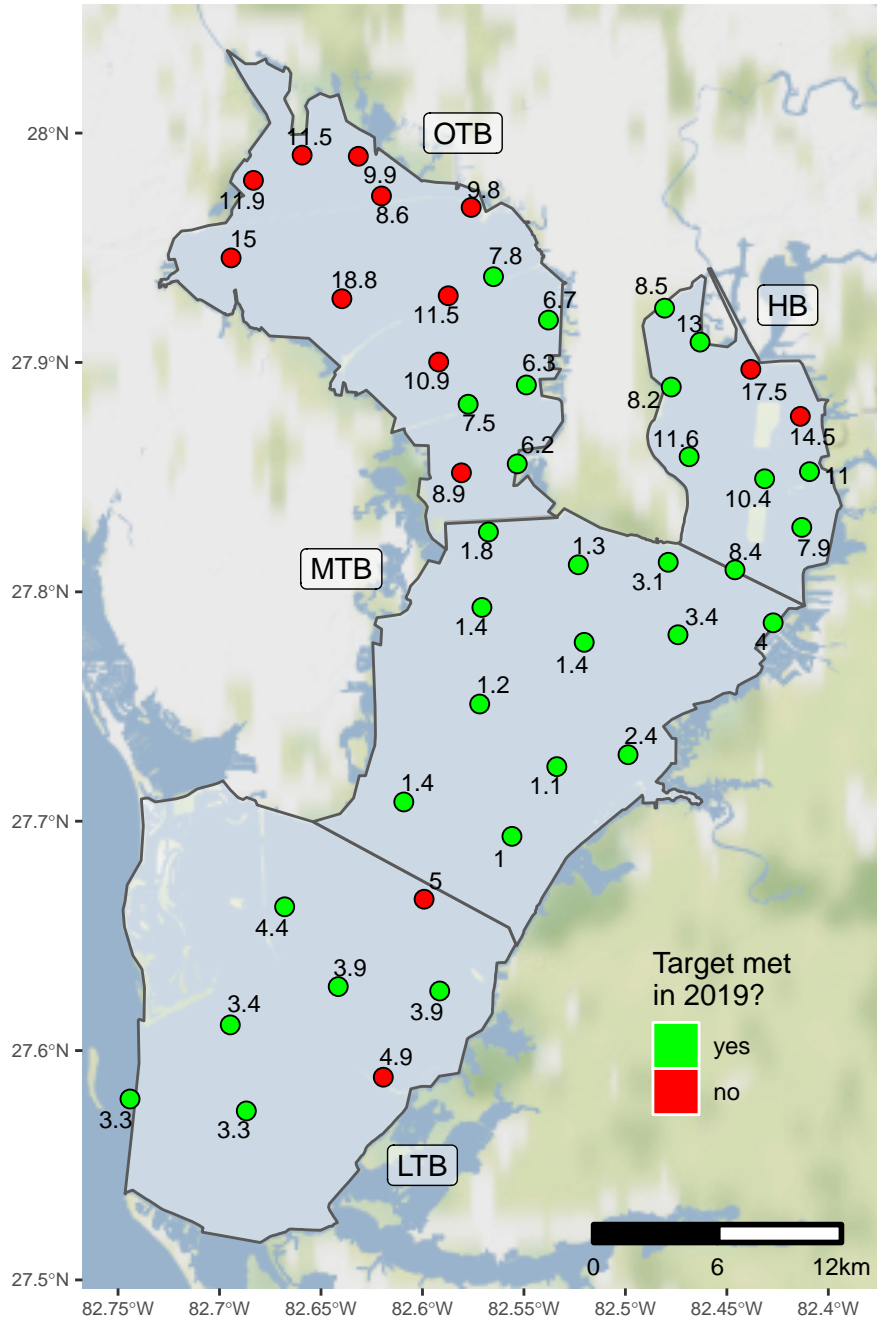 28°N
27.9°N
27.8°N
27.7°N
27.6°N
27.5°N
OTB
11.5
9.9
11.9
8.6
9.8
15
7.8
18.8
11.5
6.7
10.9
6.3
7.5
6.2
8.9
HB
8.5
13
17.5
8.2
14.5
11.6
11
10.4
7.9
MTB
1.8
1.3
3.1
8.4
1.4
1.4
3.4
4
1.2
2.4
1.1
1.4
1
5
4.4
3.9
3.9
3.4
4.9
3.3
3.3
LTB
Target met
in 2019?
yes
no
0 6 12km
82.75°W 82.7°W 82.65°W 82.6°W 82.55°W 82.5°W 82.45°W 82.4°W